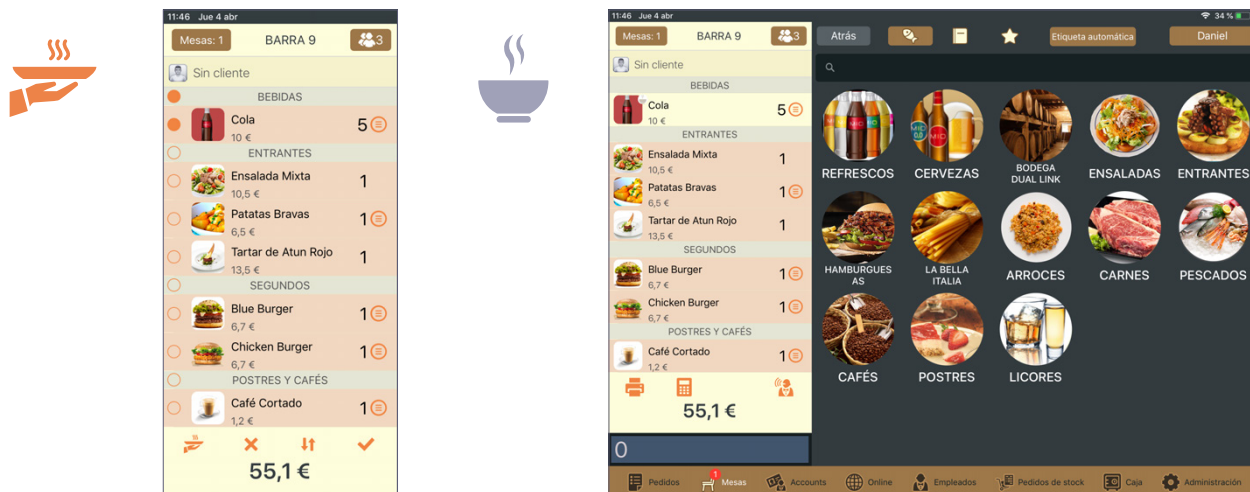 11:46 Jue 4 abr
Mesas: 1
BARRA 9
3
Sin cliente
BEBIDAS
Cola
5
10 €
ENTRANTES
Ensalada Mixta
1
10,5 €
Patatas Bravas
1
6,5 €
Tartar de Atun Rojo
1
13,5 €
SEGUNDOS
Blue Burger
1
6,7 €
Chicken Burger
1
6,7 €
POSTRES Y CAFÉS
Café Cortado
1
1,2 €
55,1 €
11:46 Jue 4 abr
34 %
Mesas: 1
BARRA 9
3
Sin cliente
BEBIDAS
Cola
5
10 €
ENTRANTES
Ensalada Mixta
1
10,5 €
Patatas Bravas
1
6,5 €
Tartar de Atun Rojo
1
13,5 €
SEGUNDOS
Blue Burger
1
6,7 €
Chicken Burger
1
6,7 €
POSTRES Y CAFÉS
Café Cortado
1
1,2 €
55,1 €
0
Atrás
Etiqueta automática
Daniel
REFRESCOS
CERVEZAS
BODEGA
DUAL LINK
ENSALADAS
ENTRANTES
HAMBURGUES
AS
LA BELLA
ITALIA
ARROCES
CARNES
PESCADOS
CAFÉS
POSTRES
LICORES
Pedidos
1
Mesas
Accounts
Online
Empleados
Pedidos de stock
Caja
Administración